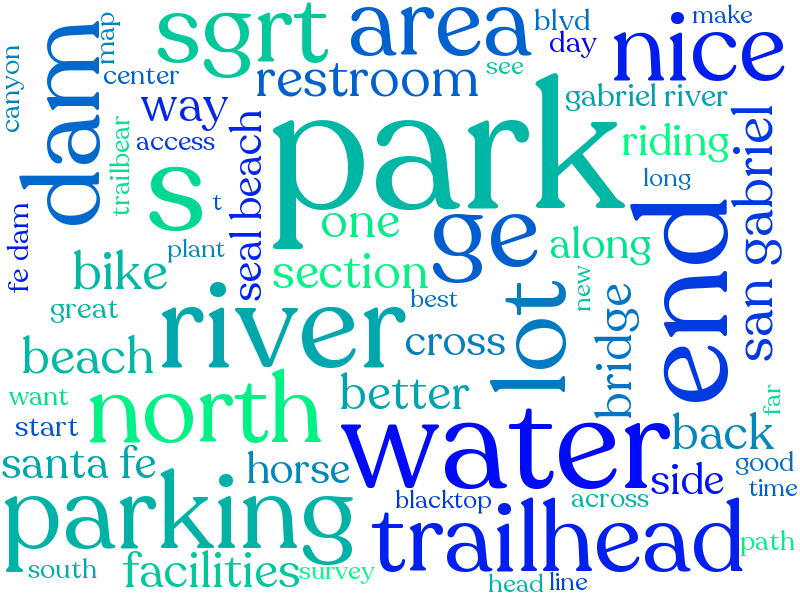 canyon
dam
map
sgrt
area
blvd
make
day
nice
center
restroom
see
way
access
trailbear
seal beach
park
gabriel river
riding
long
san gabriel
s
t
one
ge
along
end
fe dam
plant
bike
section
great
river
best
lot
new
bridge
cross
beach
want
start
north
better
far
water
back
santa fe
horse
side
good
time
parking
blacktop
across
trailhead
path
south
facilities
survey
head
line